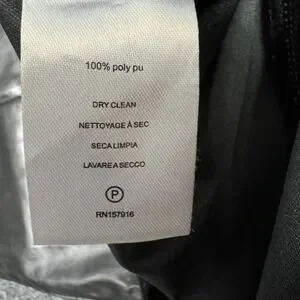 100% poly pu
DRY CLEAN
NETTOYAGE À SEC
SECA LIMPIA
LAVARE A SECCO
P
RN157916